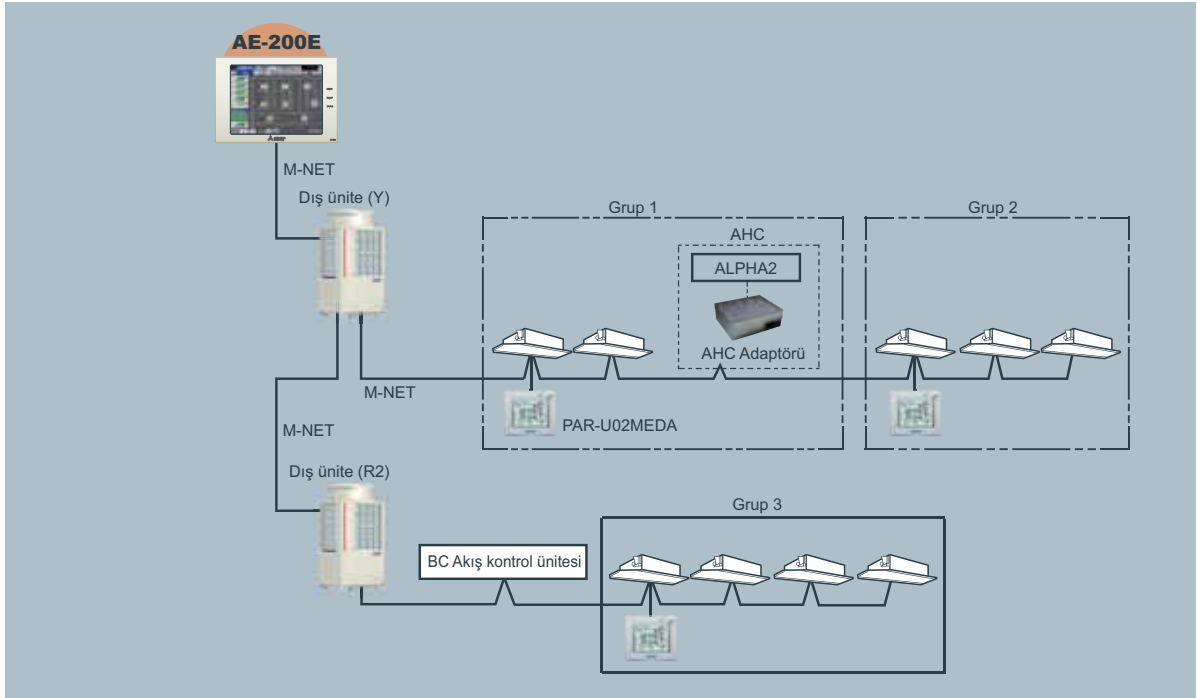 AE-200E
M-NET
Dış ünite (Y)
Grup 1
Grup 2
AHC
ALPHA2
AHC Adaptörü
M-NET
PAR-U02MEDA
M-NET
Dış ünite (R2)
Grup 3
BC Akış kontrol ünitesi